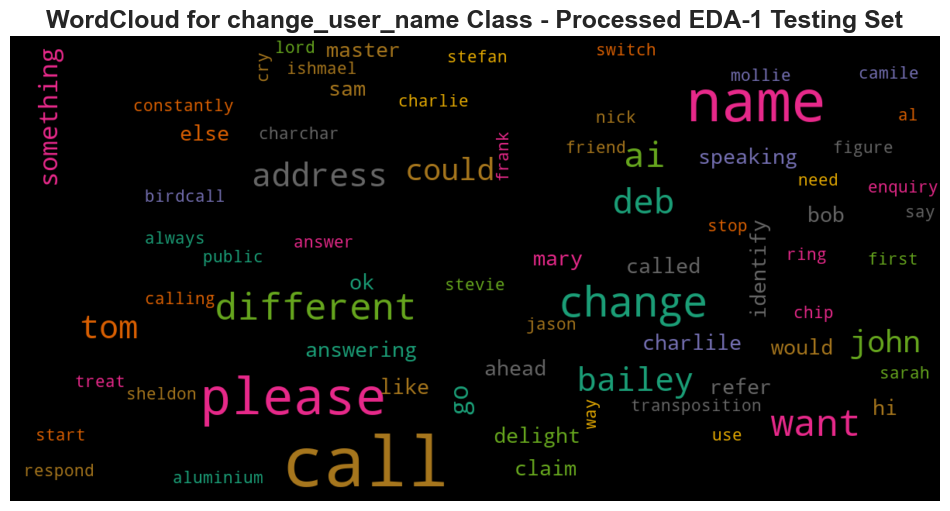 WordCloud for change_user_name Class - Processed EDA-1 Testing Set
something
cry
lord
master
stefan
switch
ishmael
sam
charlie
mollie
camile
name
constantly
else
charchar
nick
al
frank
friend
ai
speaking
figure
address
could
need
enquiry
birdcall
deb
bob
say
stop
identify
always
public
answer
mary
called
ring
first
ok
stevie
calling
different
change
chip
tom
jason
answering
charlile
would
john
treat
sheldon
please
like
ahead
go
bailey
refer
sarah
way
transposition
hi
want
start
delight
use
call
claim
respond
aluminium